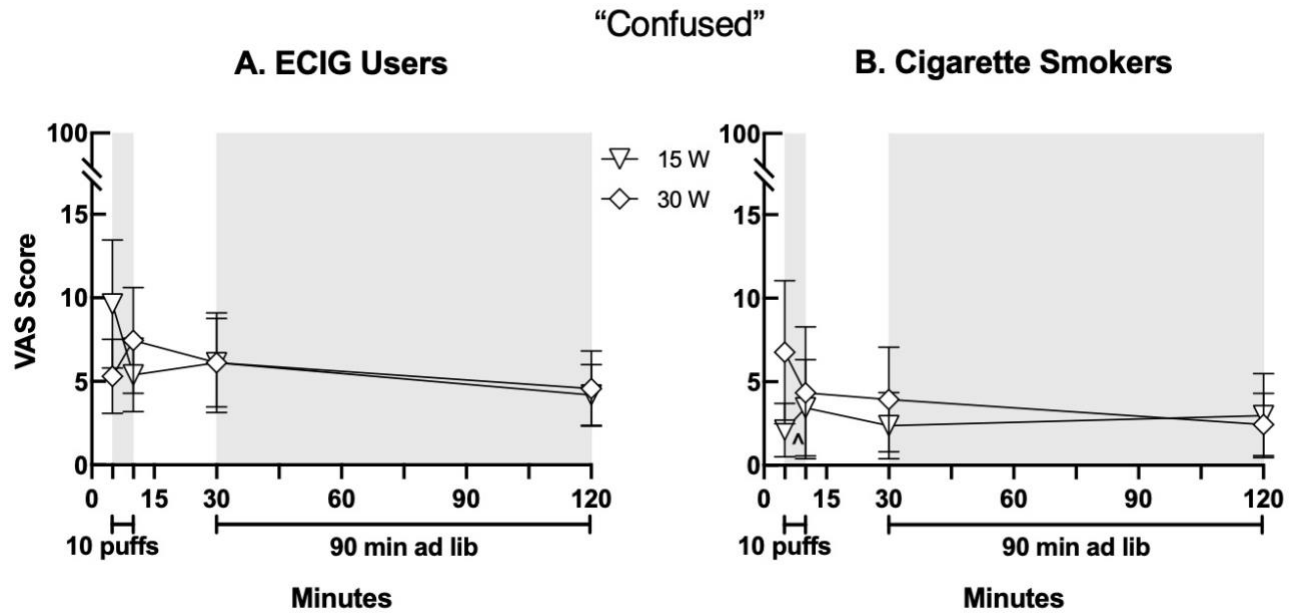 “Confused”
A. ECIG Users
B. Cigarette Smokers
VAS Score
100
15
10
5
0
0 15 30 60 90 120
10 puffs
90 min ad lib
Minutes
15 W
30 W
100
15
10
5
0
^
0 15 30 60 90 120
10 puffs
90 min ad lib
Minutes